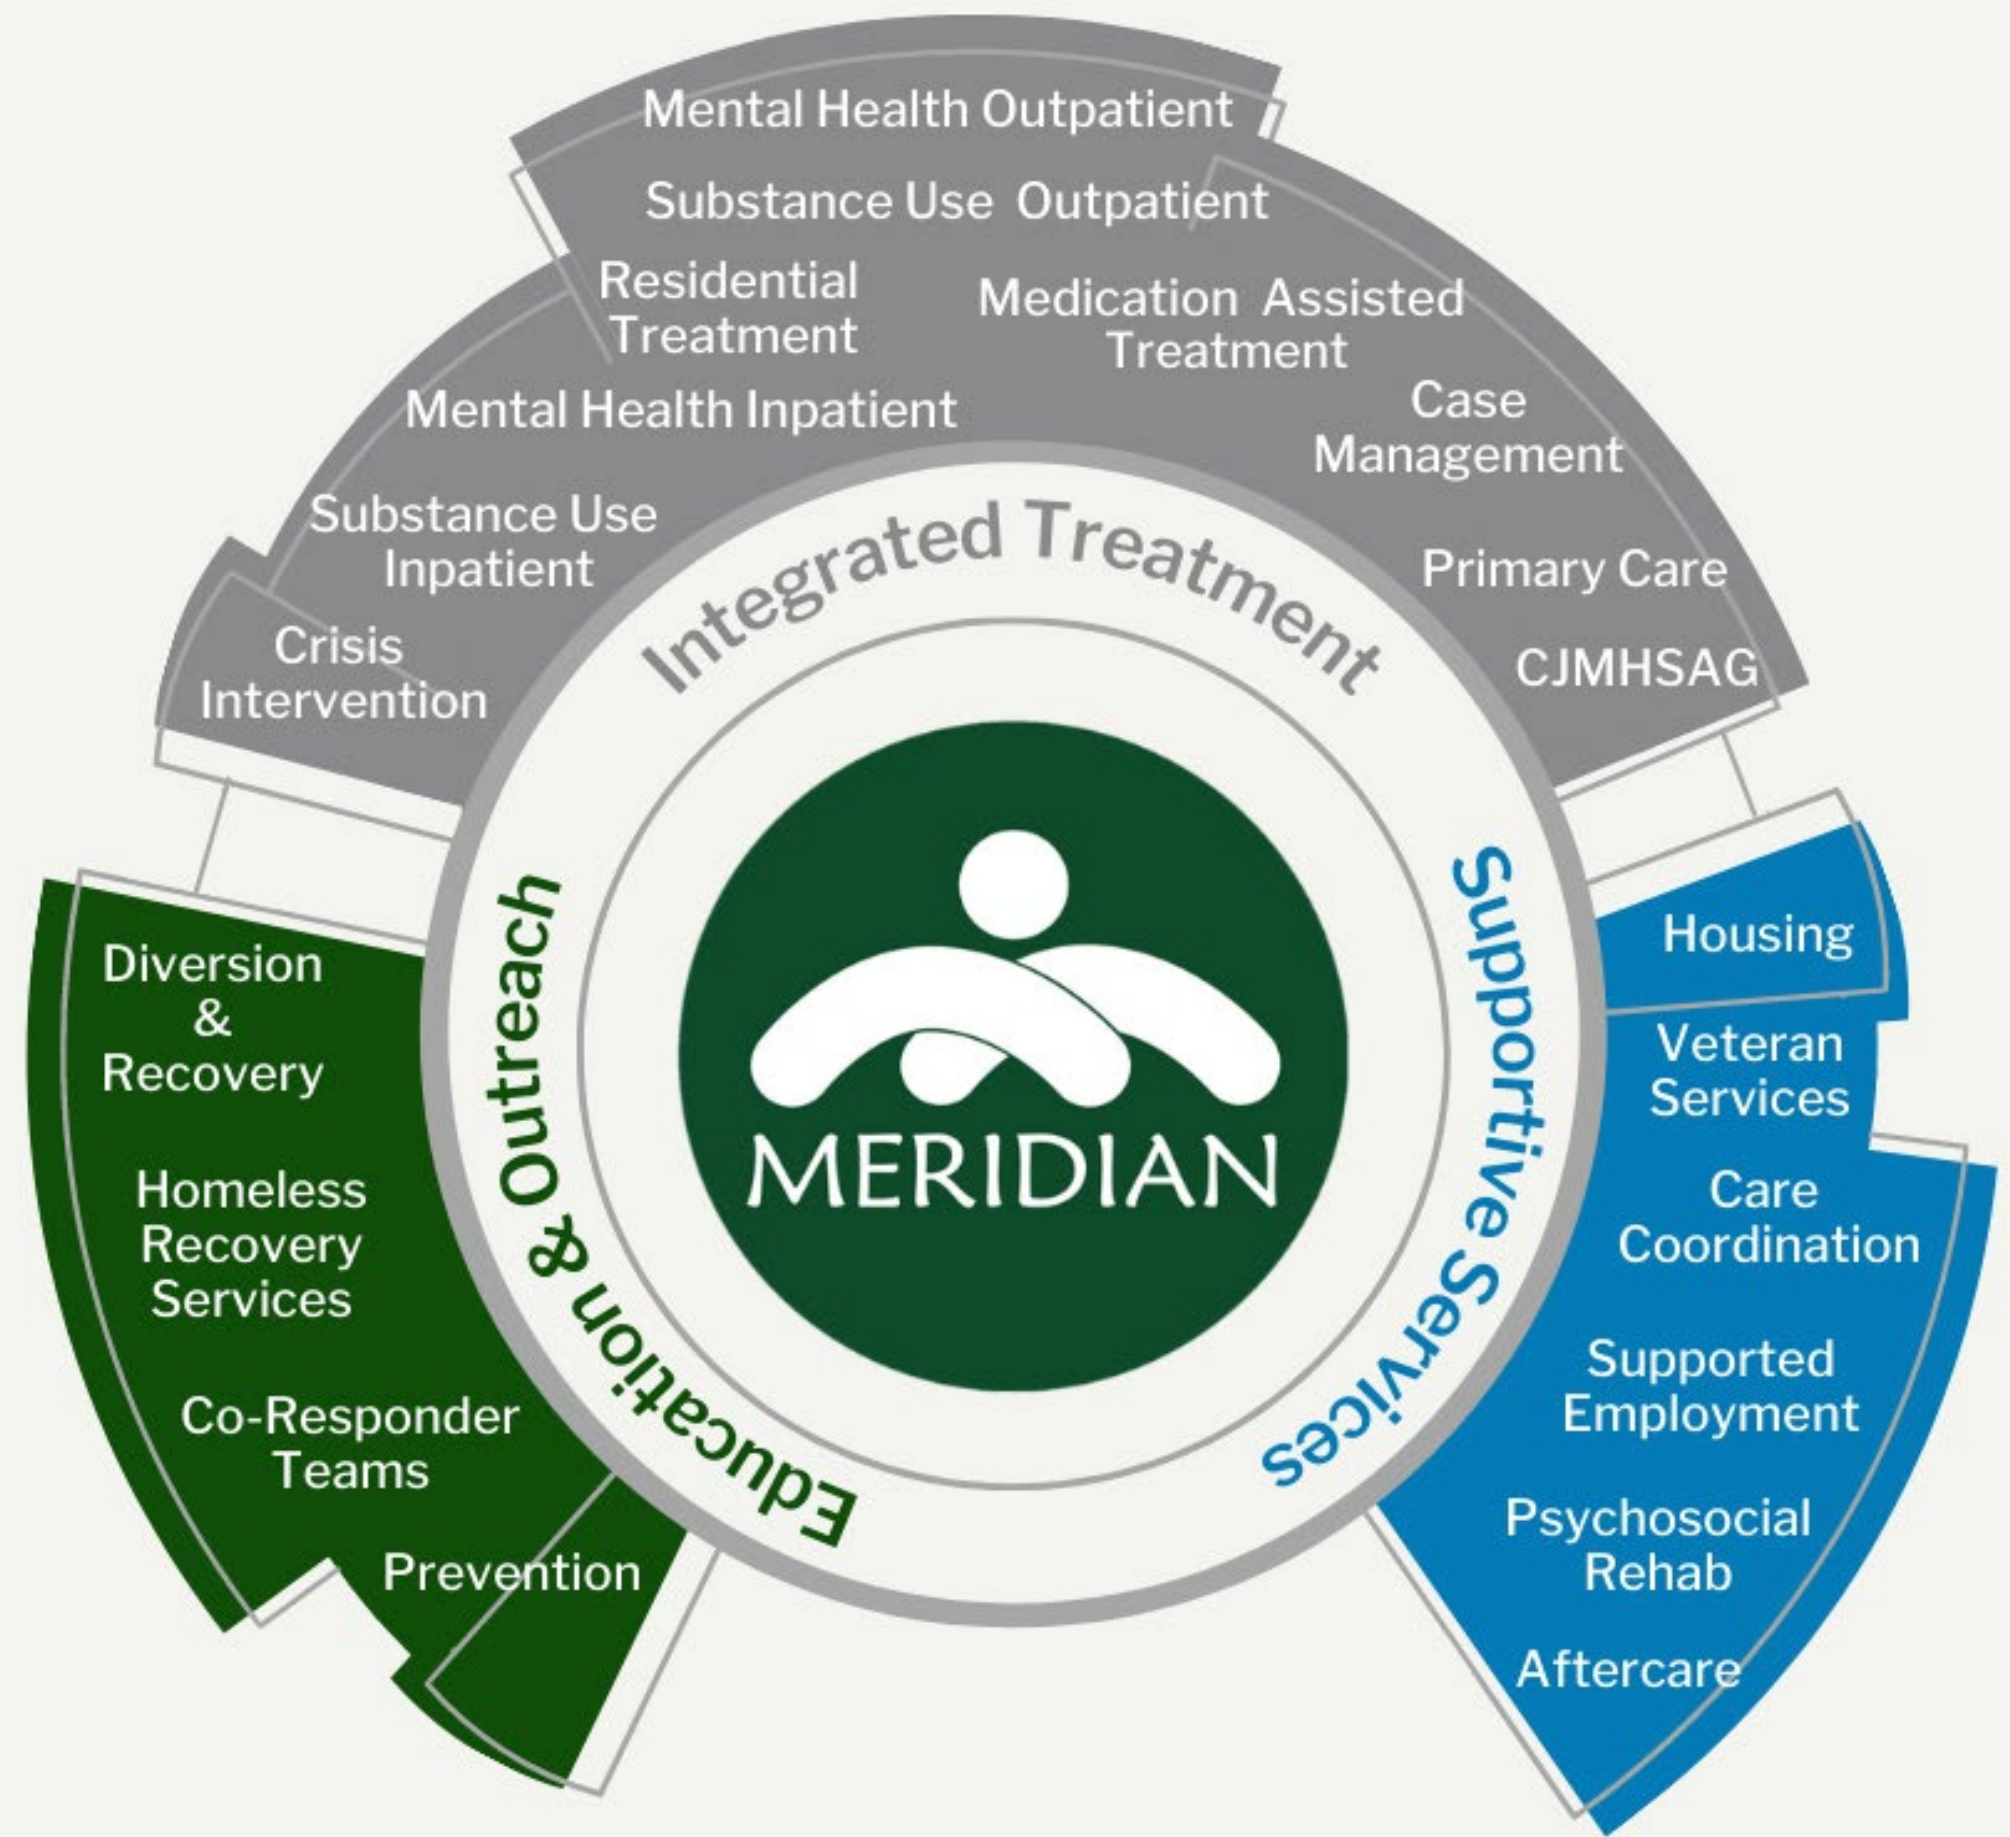 Mental Health Outpatient
Substance Use Outpatient
Residential
Treatment
Medication Assisted
Treatment
Mental Health Inpatient
Case
Management
Substance Use
Inpatient
Primary Care
Crisis
Intervention
CJMHSAG
Integrated Treatment
Housing
Veteran
Services
Care
Coordination
Supported
Employment
Psychosocial
Rehab
Aftercare
Supportive Services
Diversion
&
Recovery
Homeless
Recovery
Services
Co-Responder
Teams
Prevention
Education & Outreach
MERIDIAN